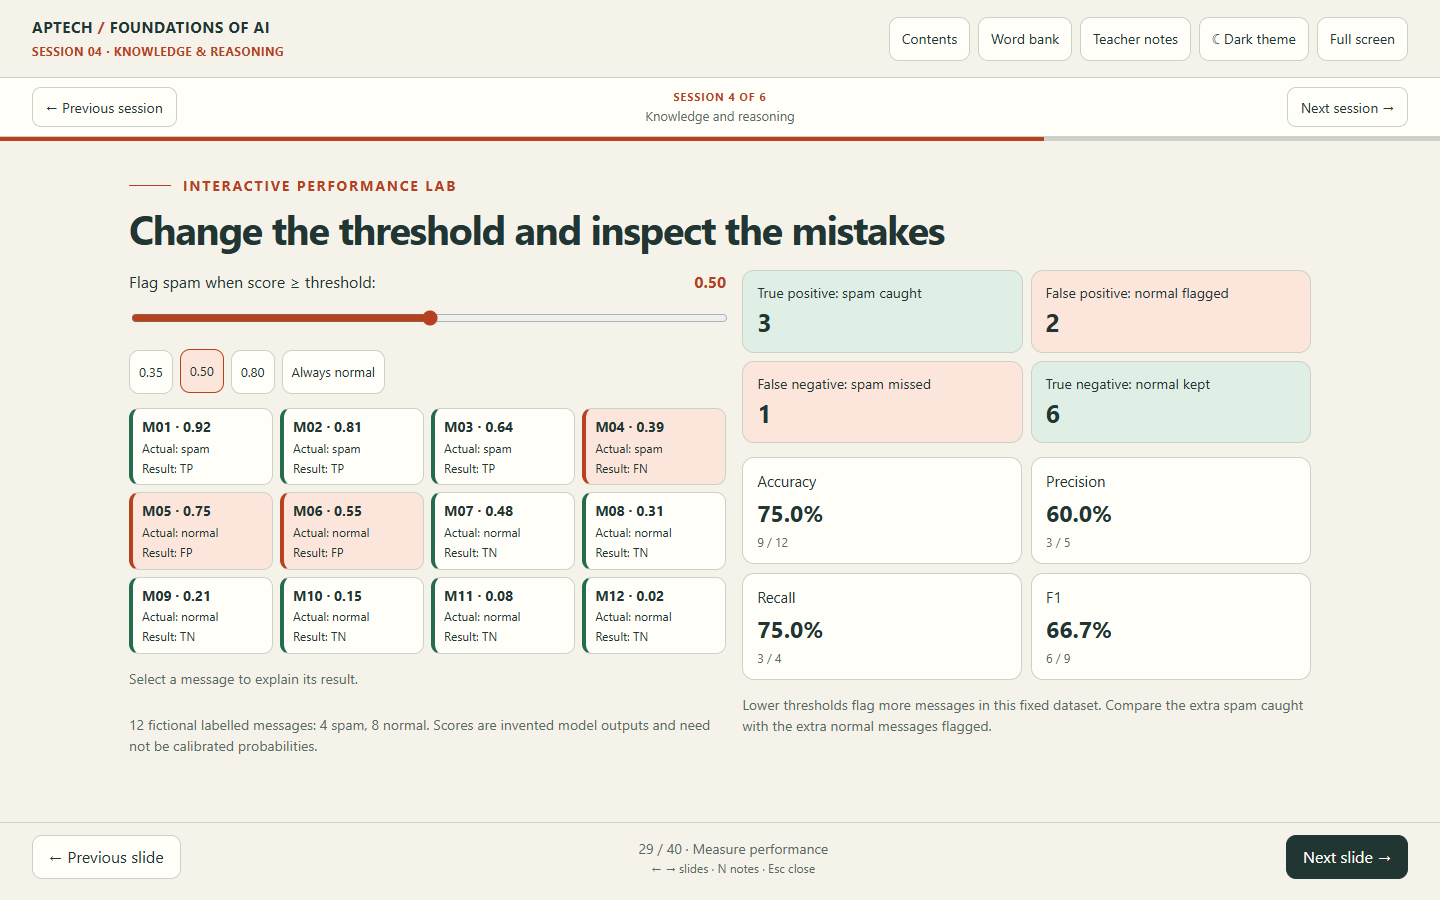 APTECH / FOUNDATIONS OF AI
SESSION 04 · KNOWLEDGE & REASONING
Contents
Word bank
Teacher notes
☾ Dark theme
Full screen
← Previous session
SESSION 4 OF 6
Knowledge and reasoning
Next session →
INTERACTIVE PERFORMANCE LAB
Change the threshold and inspect the mistakes
Flag spam when score ≥ threshold:
0.50
0.35
0.50
0.80
Always normal
M01 · 0.92
Actual: spam
Result: TP
M02 · 0.81
Actual: spam
Result: TP
M03 · 0.64
Actual: spam
Result: TP
M04 · 0.39
Actual: spam
Result: FN
M05 · 0.75
Actual: normal
Result: FP
M06 · 0.55
Actual: normal
Result: FP
M07 · 0.48
Actual: normal
Result: TN
M08 · 0.31
Actual: normal
Result: TN
M09 · 0.21
Actual: normal
Result: TN
M10 · 0.15
Actual: normal
Result: TN
M11 · 0.08
Actual: normal
Result: TN
M12 · 0.02
Actual: normal
Result: TN
Select a message to explain its result.
12 fictional labelled messages: 4 spam, 8 normal. Scores are invented model outputs and need
not be calibrated probabilities.
True positive: spam caught
3
False positive: normal flagged
2
False negative: spam missed
1
True negative: normal kept
6
Accuracy
75.0%
9 / 12
Precision
60.0%
3 / 5
Recall
75.0%
3 / 4
F1
66.7%
6 / 9
Lower thresholds flag more messages in this fixed dataset. Compare the extra spam caught
with the extra normal messages flagged.
← Previous slide
29 / 40 · Measure performance
← → slides · N notes · Esc close
Next slide →